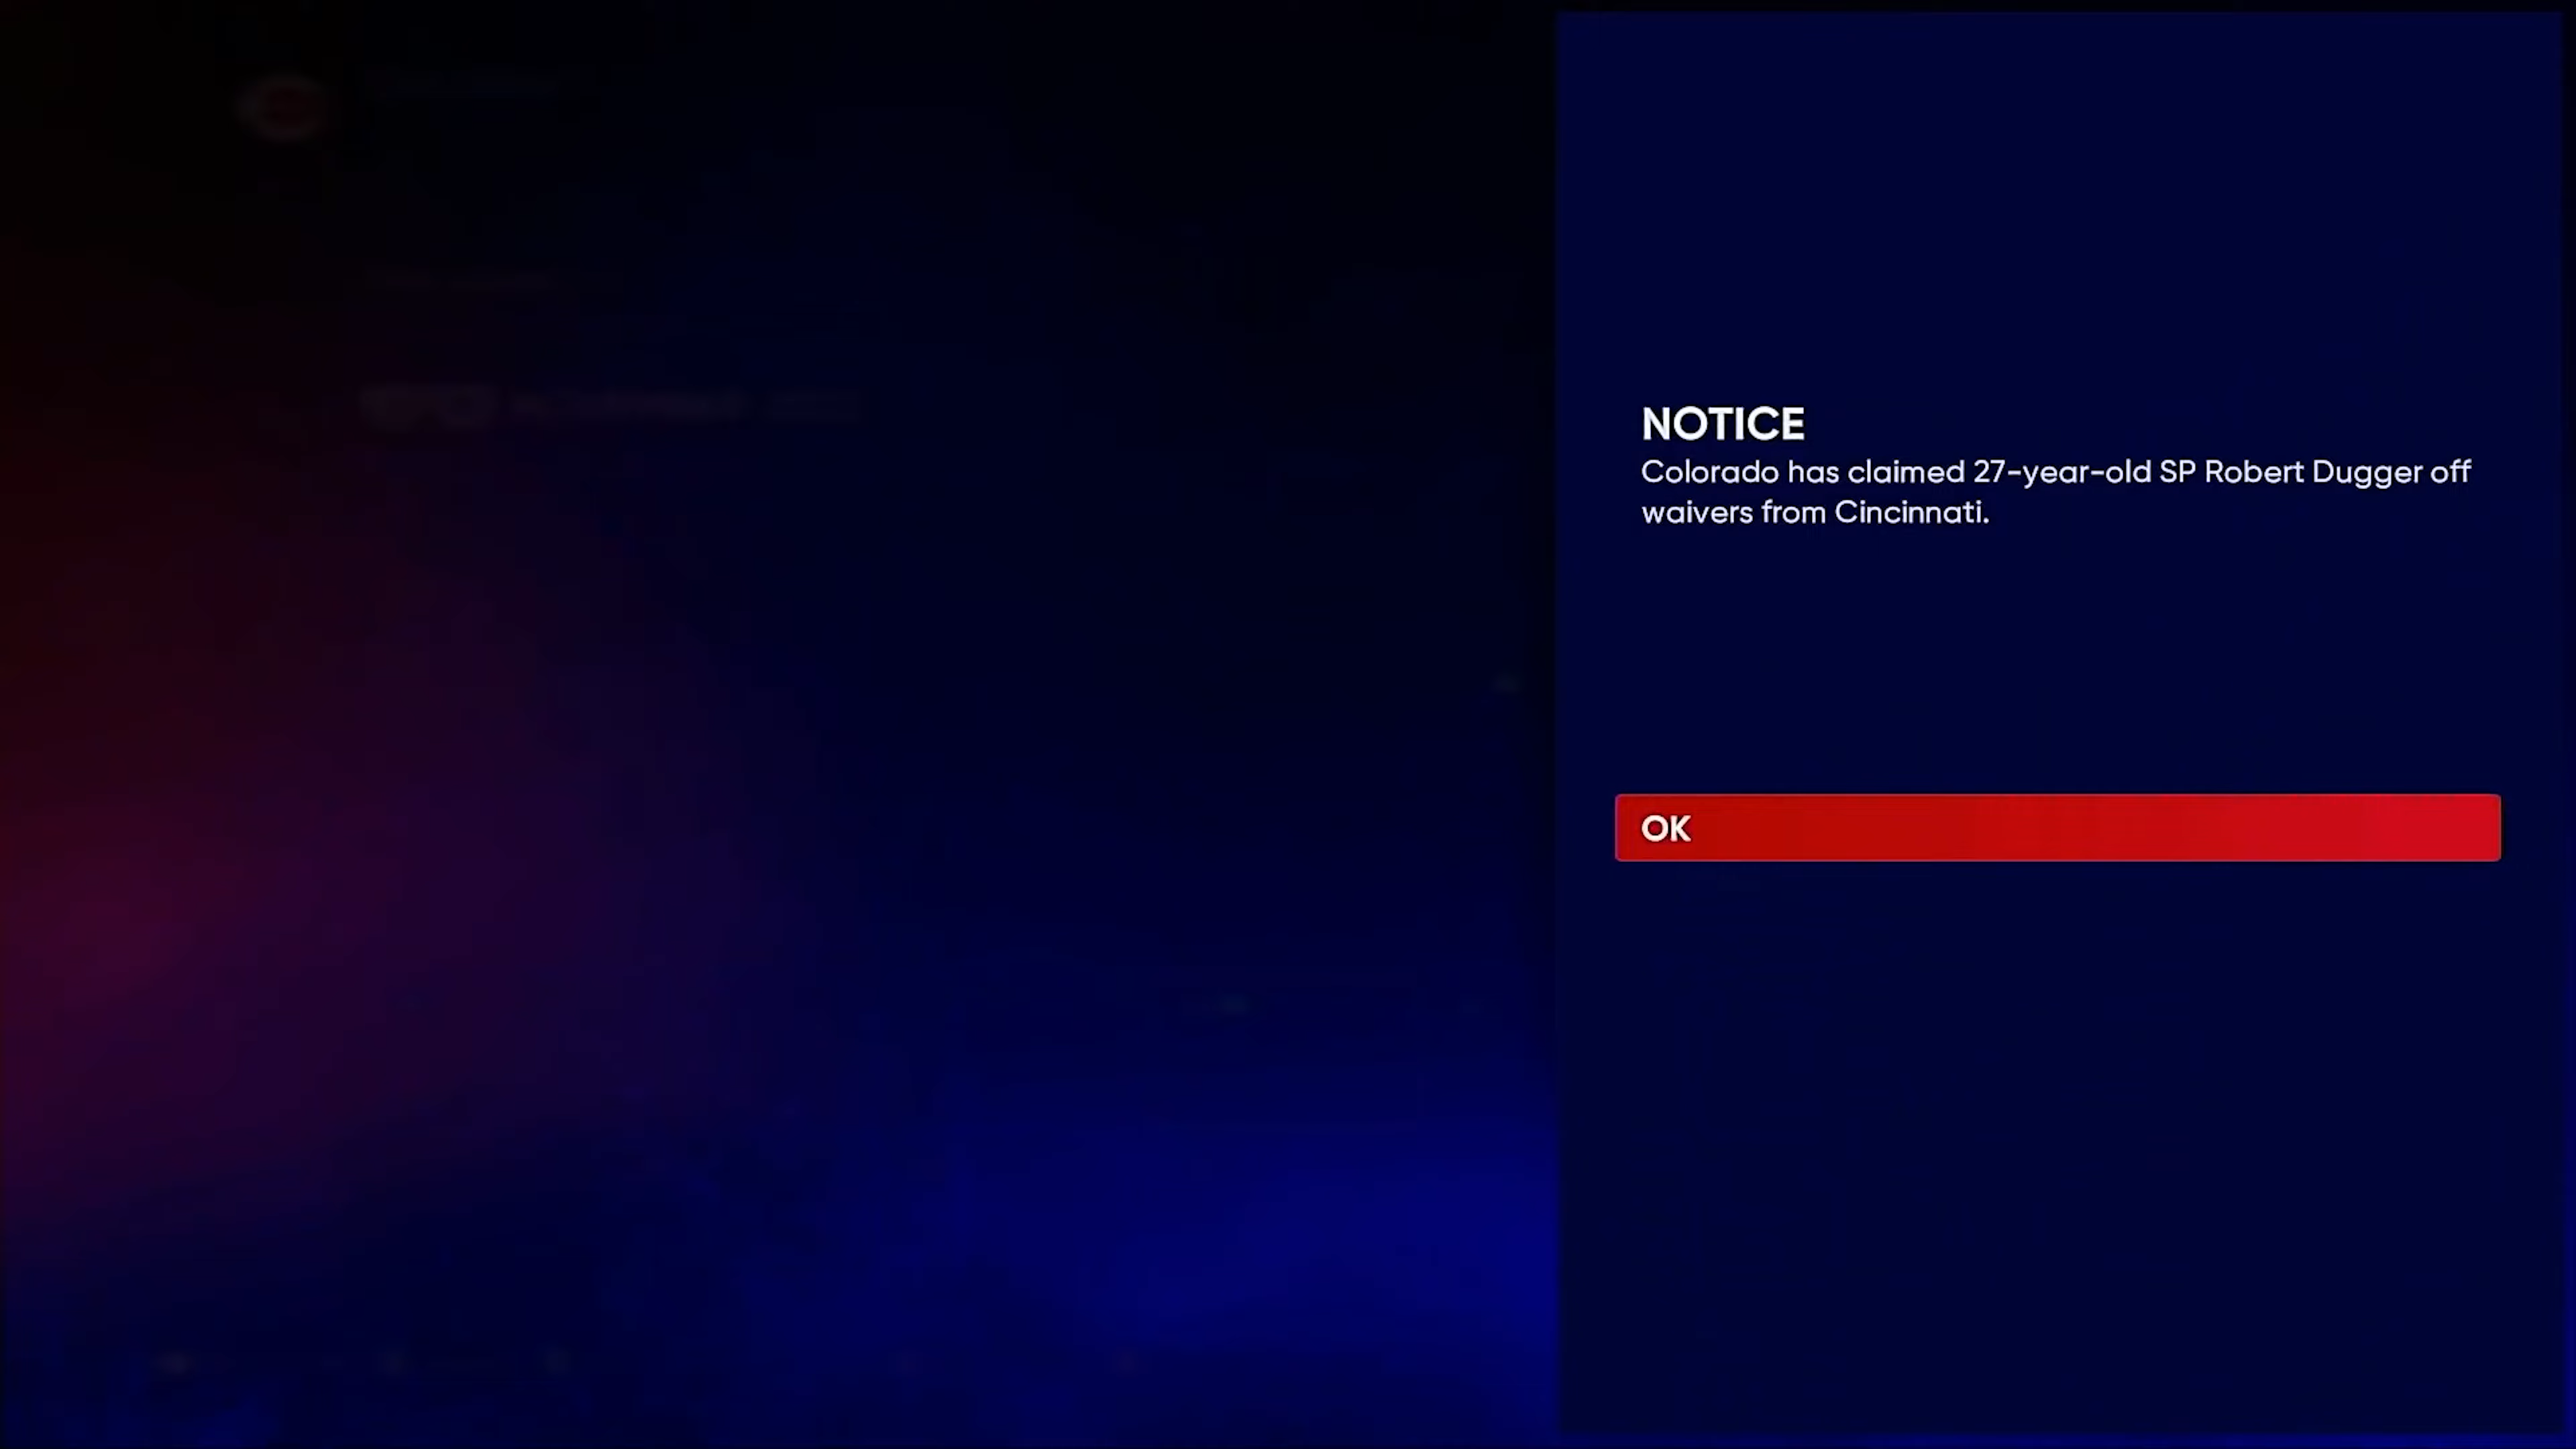 NOTICE
Colorado has claimed 27-year-old SP Robert Dugger off
waivers from Cincinnati.
OK